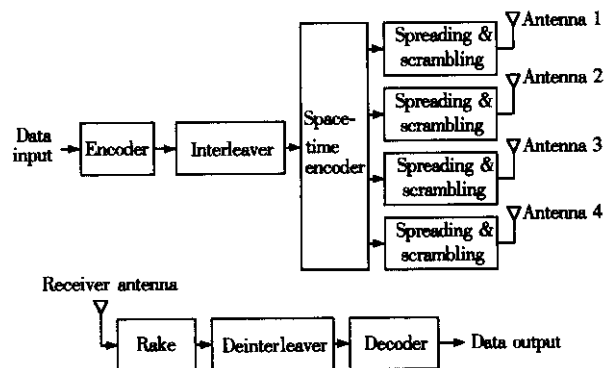 Data
input
Encoder
Interleaver
Space-
time
encoder
Spreading &
scrambling
Antenna 1
Spreading &
scrambling
Antenna 2
Spreading &
scrambling
Antenna 3
Spreading &
scrambling
Antenna 4
Receiver antenna
Rake
Deinterleaver
Decoder
Data output